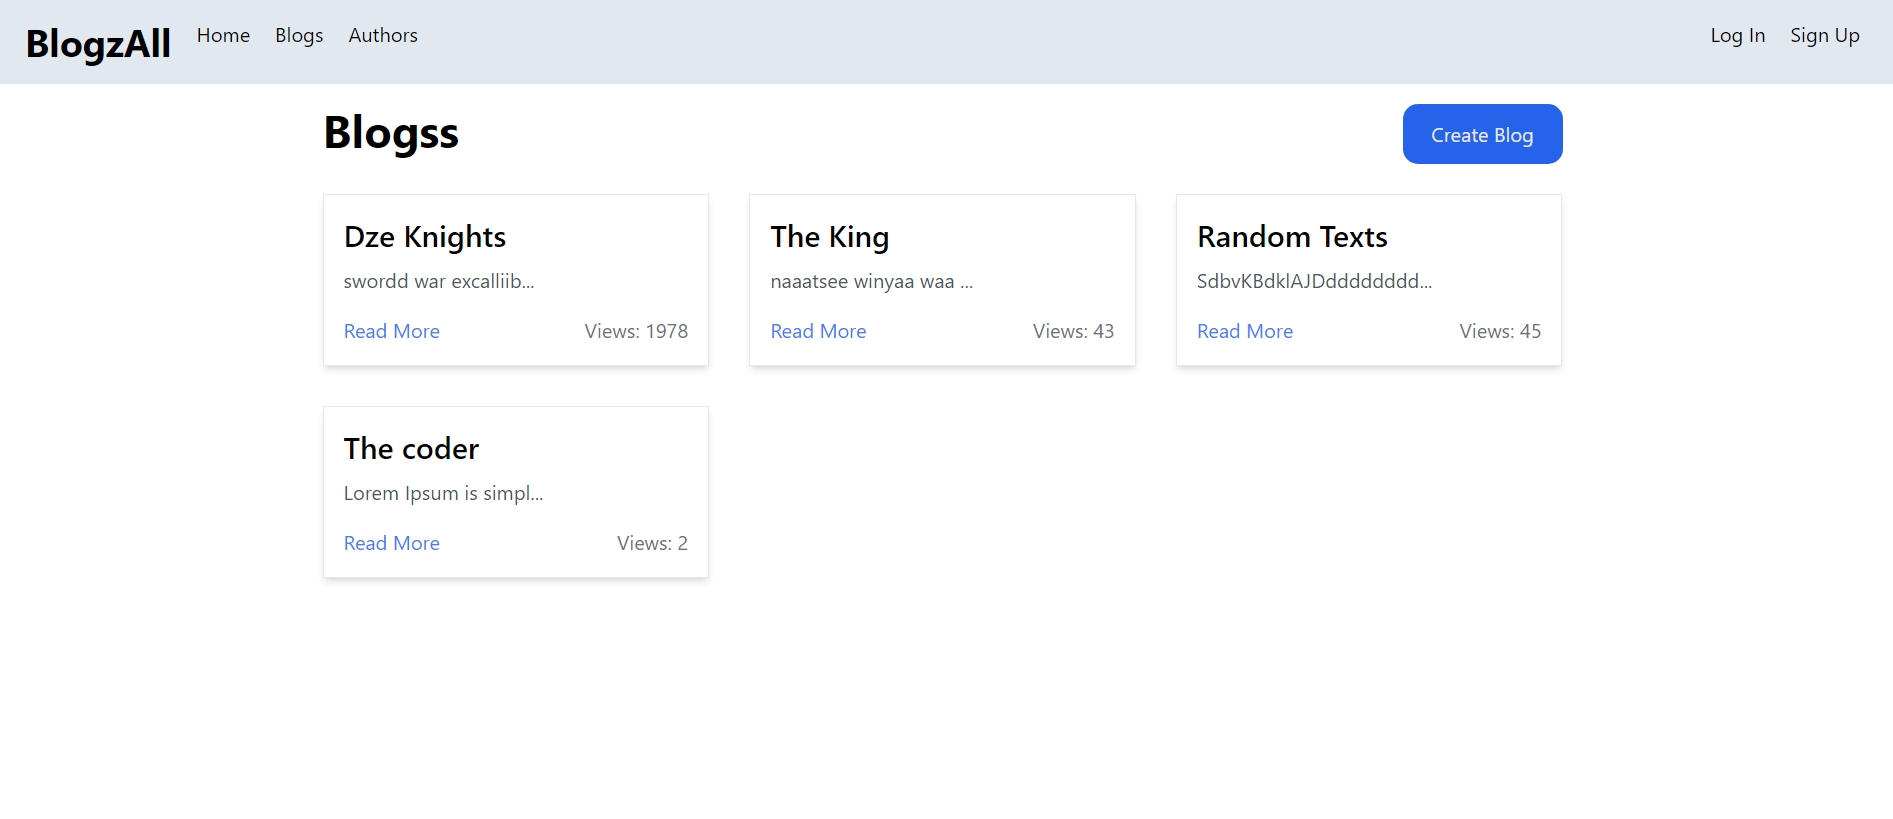 BlogzAll Home Blogs Authors Log In Sign Up
Blogss Create Blog
Dze Knights
swordd war excalliib...
Read More Views: 1978
The King
naaatsee winyaa waa ...
Read More Views: 43
Random Texts
SdbvKBdklAJDddddddddd...
Read More Views: 45
The coder
Lorem Ipsum is simpl...
Read More Views: 2